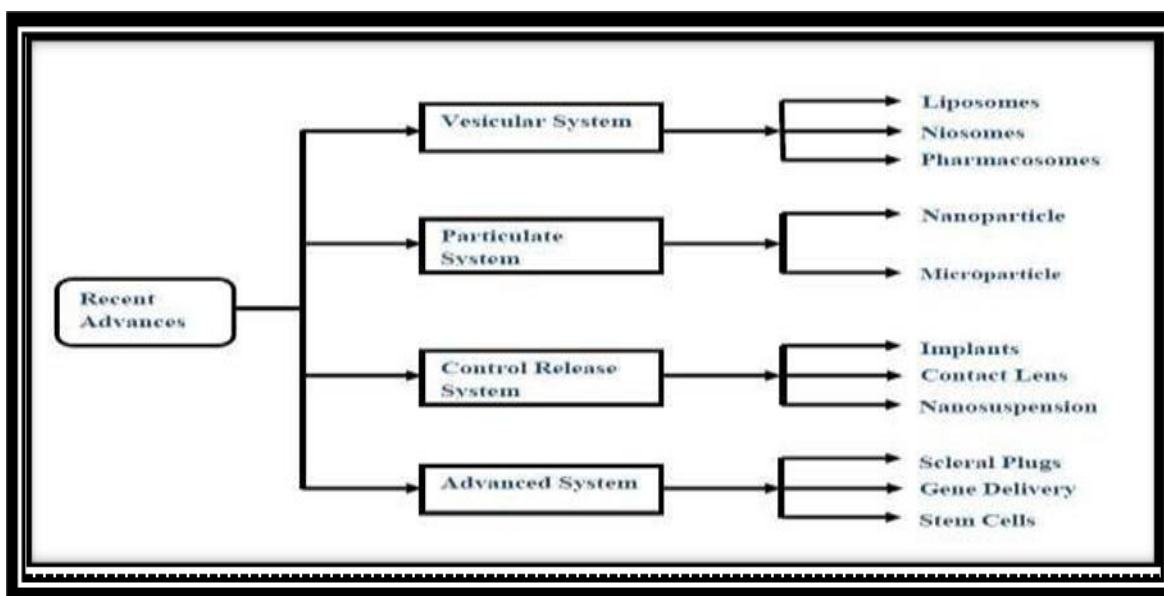 Recent
Advances
Vesicular System
Liposomes
Niosomes
Pharmacosomes
Particulate
System
Nanoparticle
Microparticle
Control Release
System
Implants
Contact Lens
Nanosuspension
Advanced System
Scleral Plugs
Gene Delivery
Stem Cells